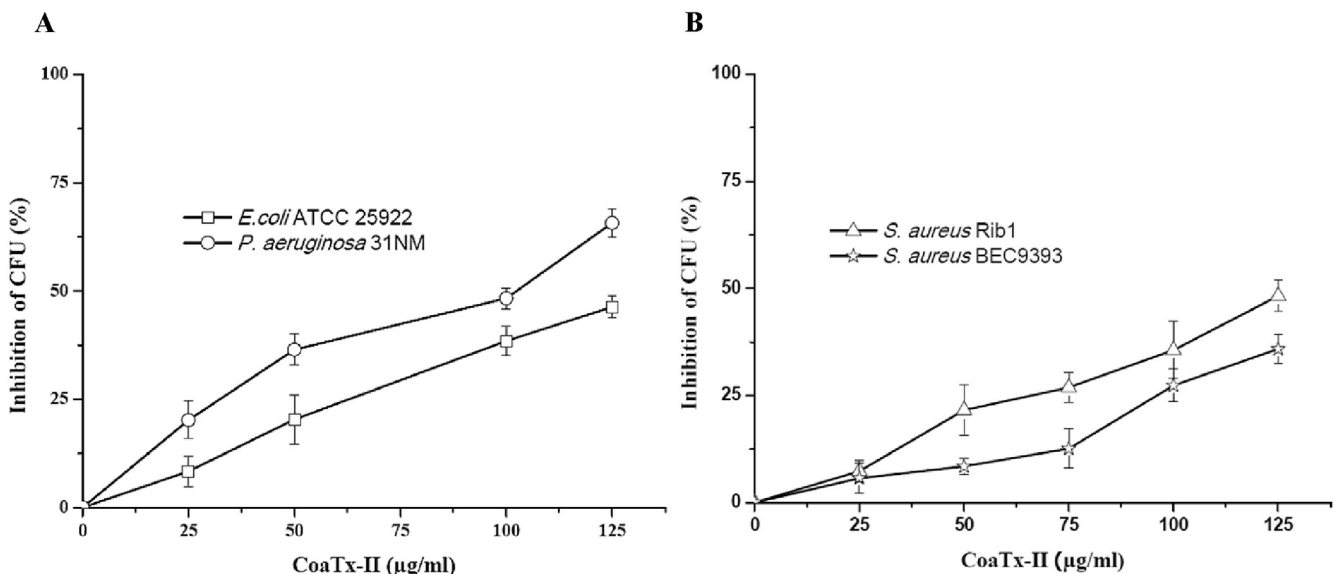 A
100
75
50
25
0
Inhibition of CFU (%)
E.coli ATCC 25922
P. aeruginosa 31NM
0 25 50 75 100 125
CoaTx-II (µg/ml)
B
100
75
50
25
0
Inhibition of CFU (%)
S. aureus Rib1
S. aureus BEC9393
0 25 50 75 100 125
CoaTx-II (µg/ml)